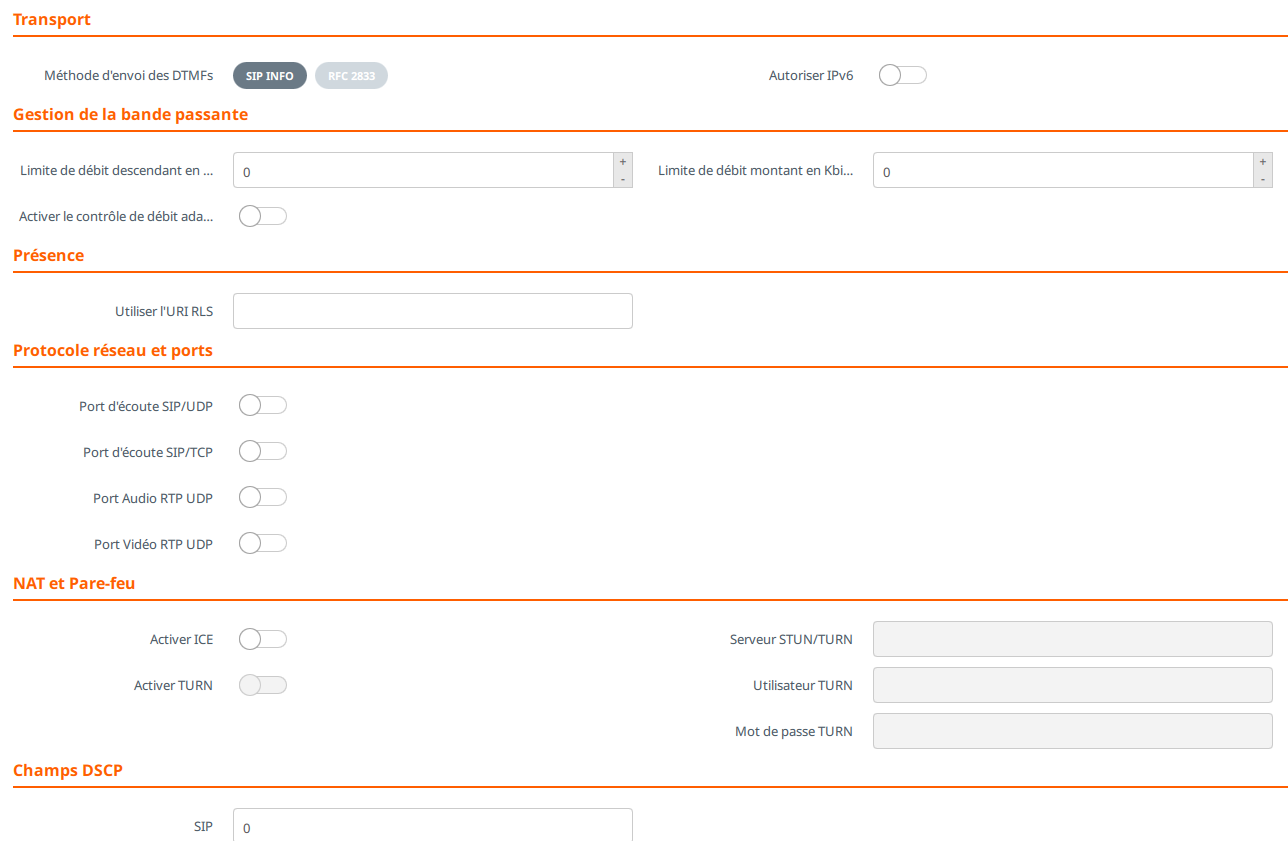 Transport
Méthode d'envoi des DTMFs SIP INFO RFC 2833 Autoriser IPv6
Gestion de la bande passante
Limite de débit descendant en ... 0 + - Limite de débit montant en Kbi... 0 + -
Activer le contrôle de débit ada...
Présence
Utiliser l'URI RLS
Protocole réseau et ports
Port d'écoute SIP/UDP
Port d'écoute SIP/TCP
Port Audio RTP UDP
Port Vidéo RTP UDP
NAT et Pare-feu
Activer ICE Serveur STUN/TURN
Activer TURN Utilisateur TURN
Mot de passe TURN
Champs DSCP
SIP 0